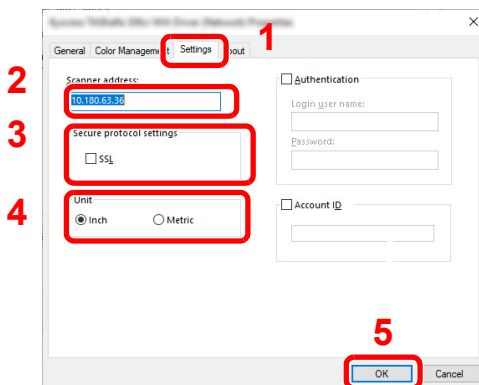 1
General Color Management Settings About
2
Scanner address:
10.180.63.36
Authentication
Login user name:
Password:
3
Secure protocol settings
SSL
4
Unit
Inch Metric
Account ID
5
OK Cancel